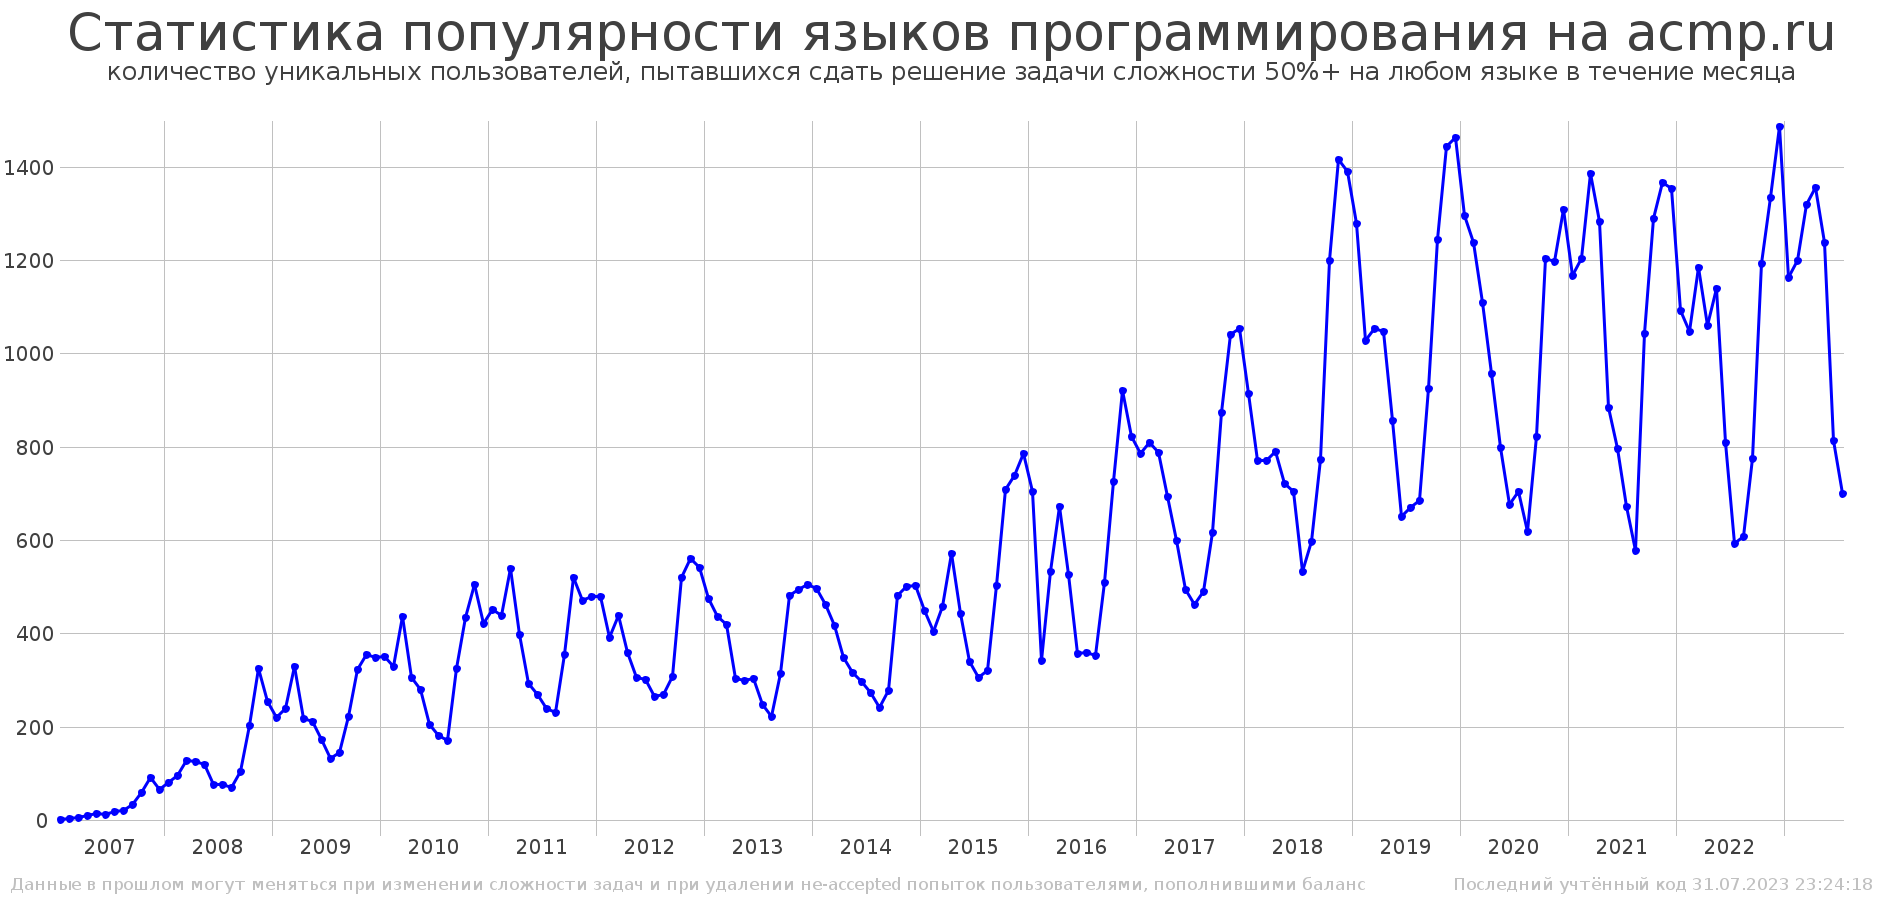 Статистика популярности языков программирования на acmp.ru
количество уникальных пользователей, пытавшихся сдать решение задачи сложности 50%+ на любом языке в течение месяца
1400
1200
1000
800
600
400
200
0
2007 2008 2009 2010 2011 2012 2013 2014 2015 2016 2017 2018 2019 2020 2021 2022
Данные в прошлом могут меняться при изменении сложности задач и при удалении не-accepted попыток пользователями, пополнившими баланс
Последний учтённый код 31.07.2023 23:24:18